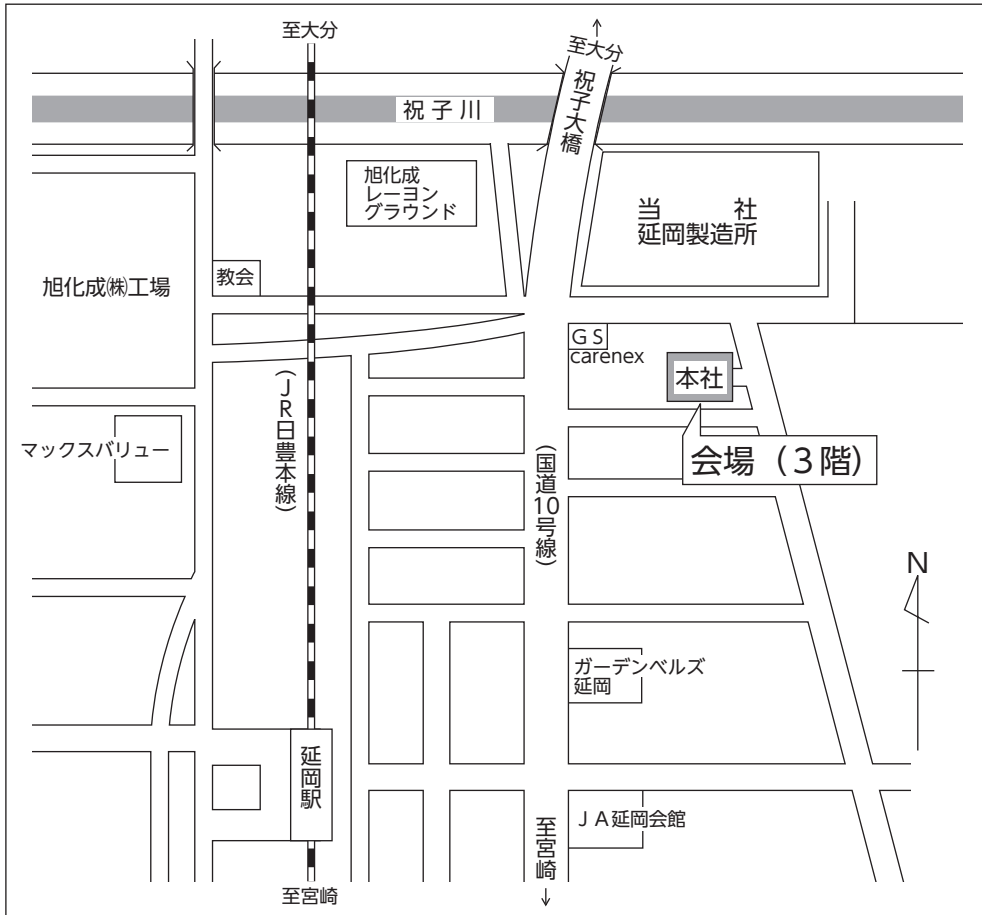 至大分
↑
至大分
祝子大橋
祝子川
旭化成
レーヨン
グラウンド
当　社
延岡製造所
旭化成㈱工場
教会
GS
carenex
本社
マックスバリュー
(JR日豊本線)
会場（３階）
(国道10号線)
N
ガーデンベルズ
延岡
延岡駅
ＪＡ延岡会館
至宮崎
↓
至宮崎